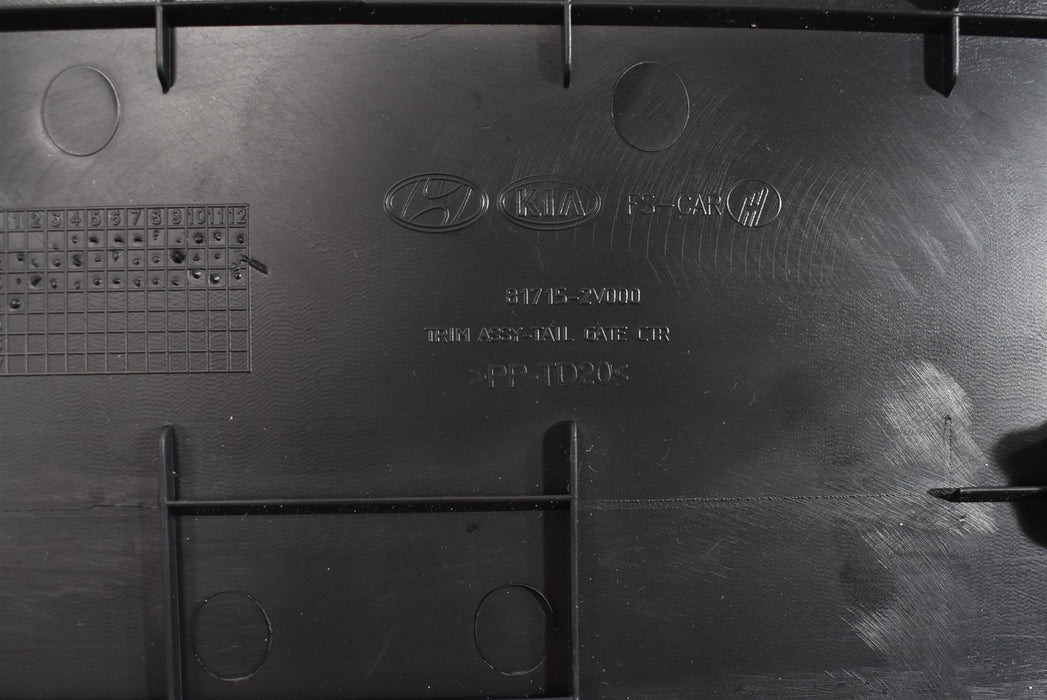 1 2 3 4 5 6 7 8 9 10 11 12
KIA FS-CAR
81715-2V000
TRIM ASSY-TAIL GATE CTR
>PP-TD20<